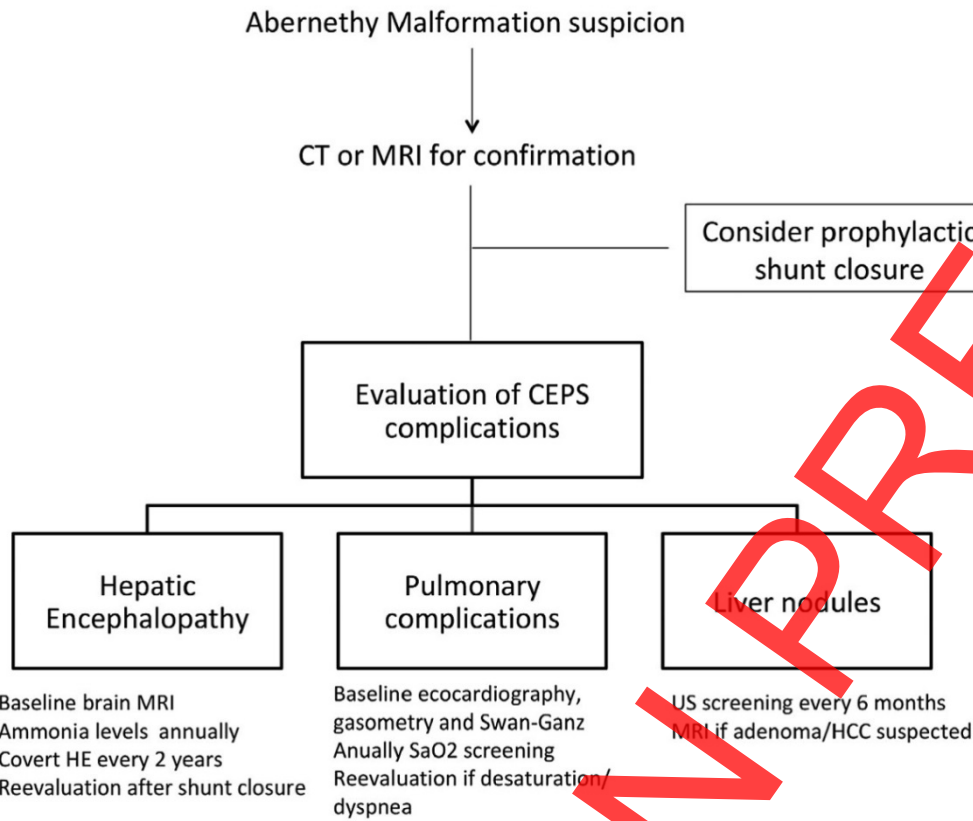 Abernethy Malformation suspicion
CT or MRI for confirmation
Consider prophylactic
shunt closure
Evaluation of CEPS
complications
Hepatic
Encephalopathy
Pulmonary
complications
Liver nodules
Baseline brain MRI
Ammonia levels annually
Covert HE every 2 years
Reevaluation after shunt closure
Baseline ecocardiography,
gasometry and Swan-Ganz
Anually SaO2 screening
Reevaluation if desaturation/
dyspnea
US screening every 6 months
MRI if adenoma/HCC suspected
N PRE